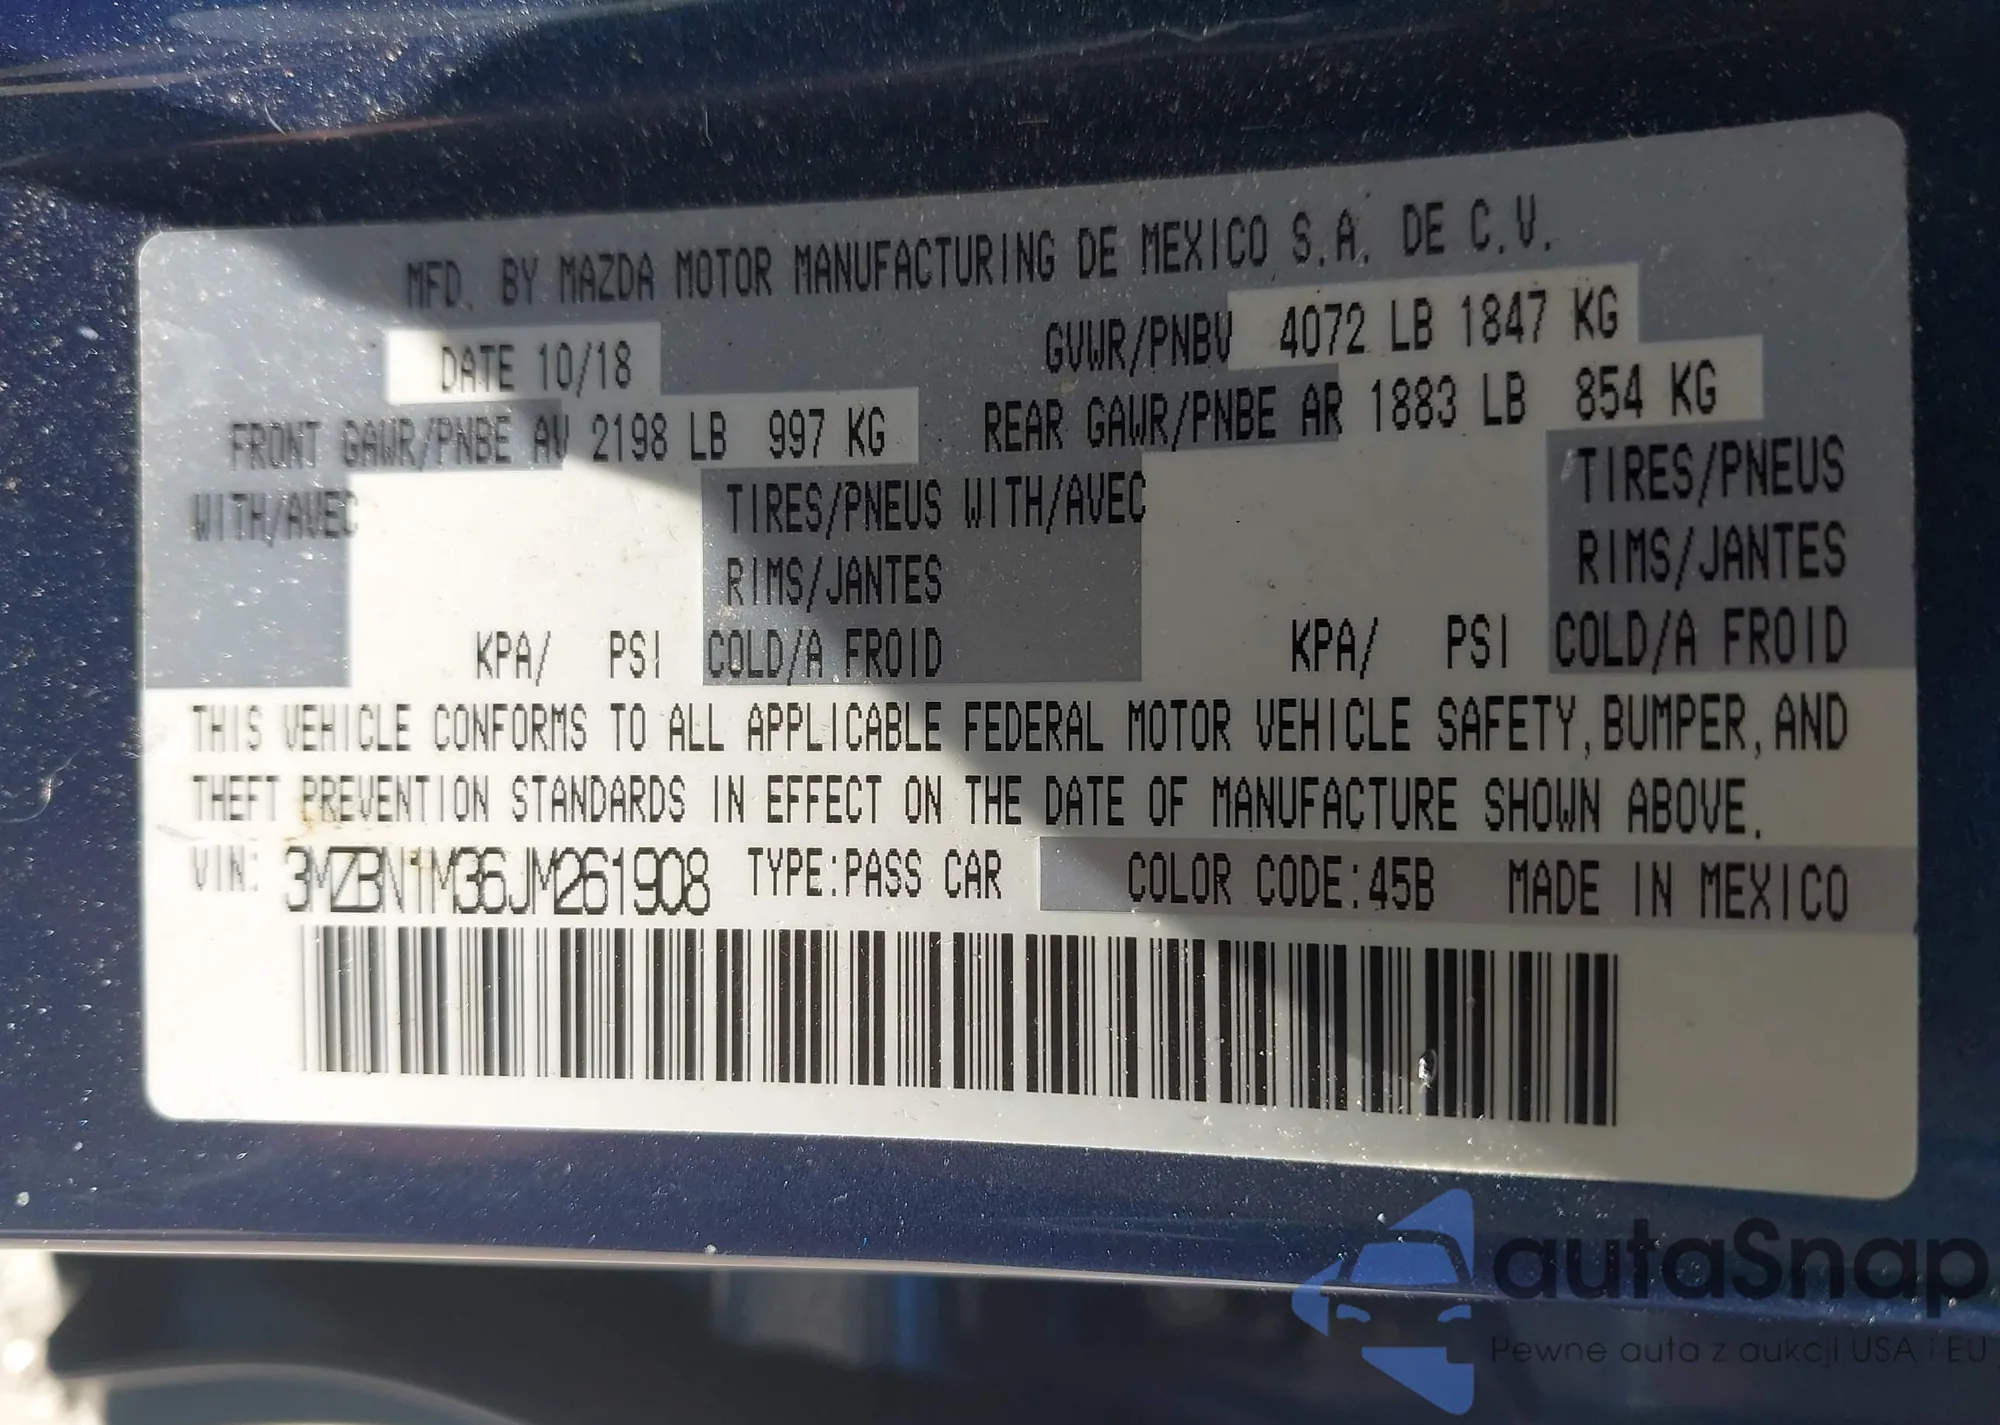 MFD. BY MAZDA MOTOR MANUFACTURING DE MEXICO S.A. DE C.V.
DATE 10/18 GVWR/PNBV 4072 LB 1847 KG
FRONT GAWR/PNBE AV 2198 LB 997 KG REAR GAWR/PNBE AR 1883 LB 854 KG
WITH/AVEC TIRES/PNEUS WITH/AVEC TIRES/PNEUS
RIMS/JANTES RIMS/JANTES
KPA/ PSI COLD/A FROID KPA/ PSI COLD/A FROID
THIS VEHICLE CONFORMS TO ALL APPLICABLE FEDERAL MOTOR VEHICLE SAFETY, BUMPER, AND
THEFT PREVENTION STANDARDS IN EFFECT ON THE DATE OF MANUFACTURE SHOWN ABOVE.
VIN: 3MZBN1M36JM261908 TYPE:PASS CAR COLOR CODE:45B MADE IN MEXICO
autaSnap
Pewne auta z aukcji USA i EU